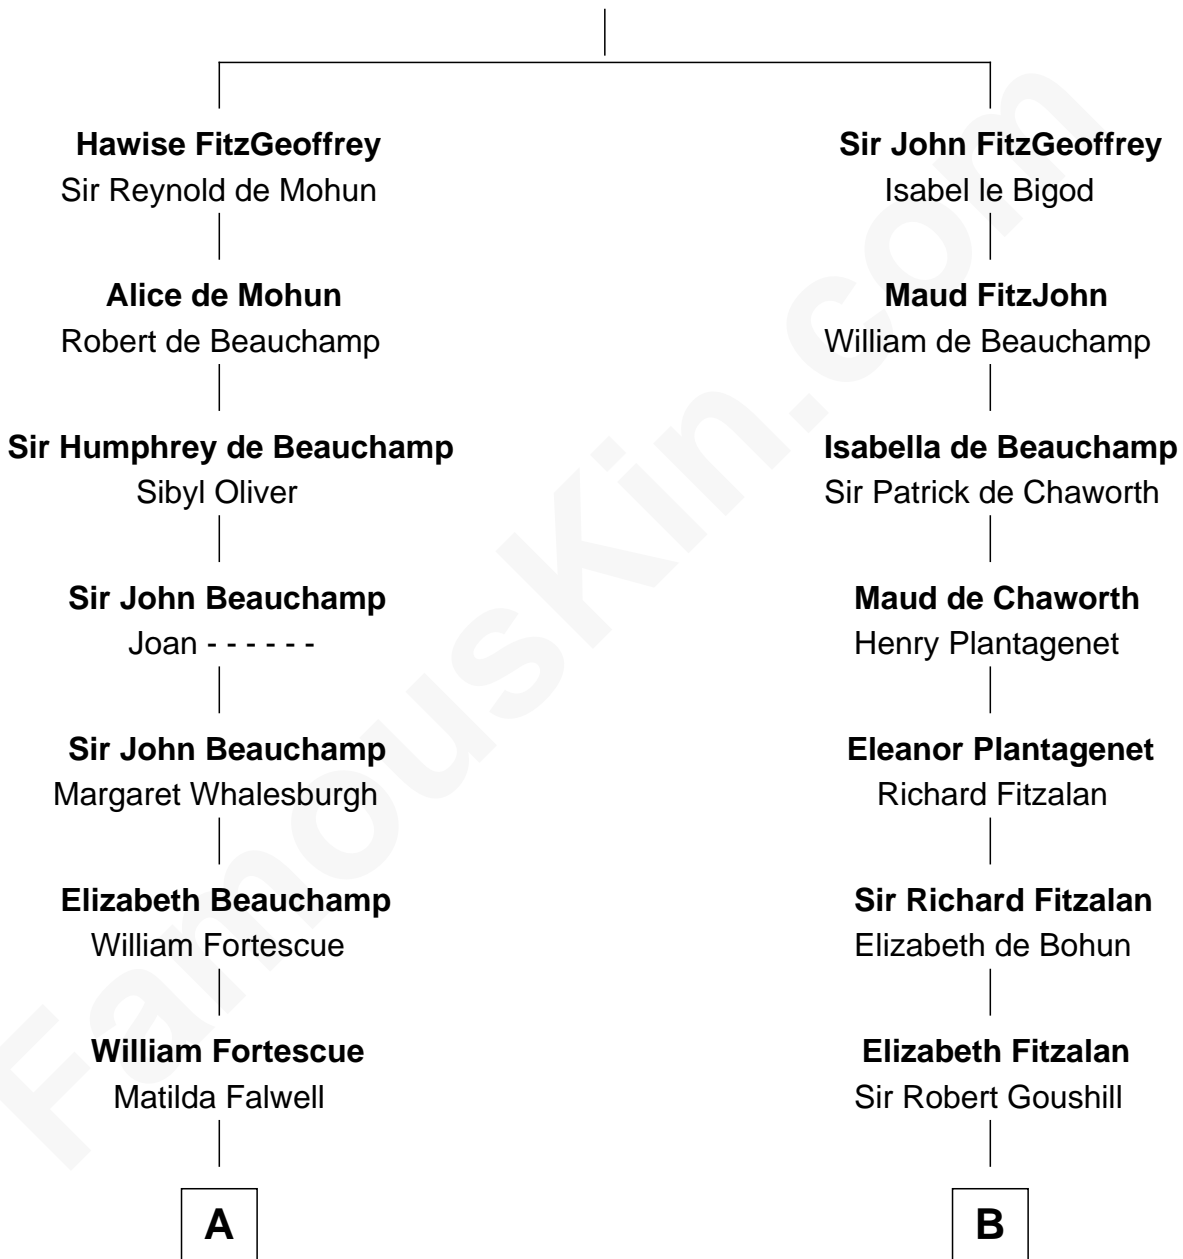 Hawise FitzGeoffrey
Sir Reynold de Mohun
Alice de Mohun
Robert de Beauchamp
Sir Humphrey de Beauchamp
Sibyl Oliver
Sir John Beauchamp
Joan - - - - - -
Sir John Beauchamp
Margaret Whalesburgh
Elizabeth Beauchamp
William Fortescue
William Fortescue
Matilda Falwell
A
Sir John FitzGeoffrey
Isabel le Bigod
Maud FitzJohn
William de Beauchamp
Isabella de Beauchamp
Sir Patrick de Chaworth
Maud de Chaworth
Henry Plantagenet
Eleanor Plantagenet
Richard Fitzalan
Sir Richard Fitzalan
Elizabeth de Bohun
Elizabeth Fitzalan
Sir Robert Goushill
B
FamousKin.com